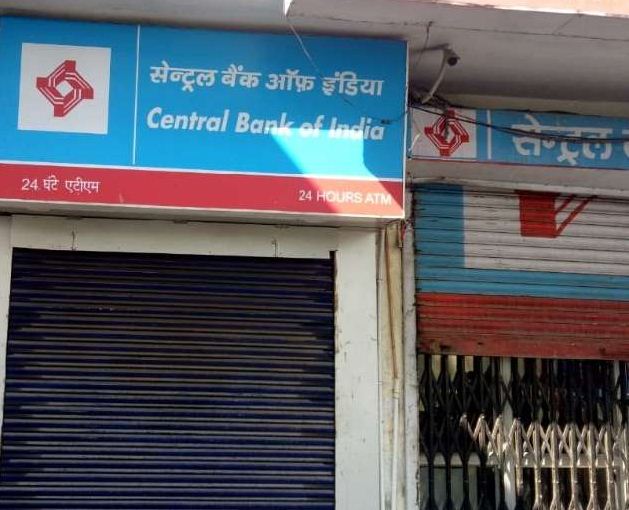 सेन्ट्रल बैंक ऑफ़ इंडिया
Central Bank of India
24 घंटे एटीएम
24 HOURS ATM
सेन्ट्रल